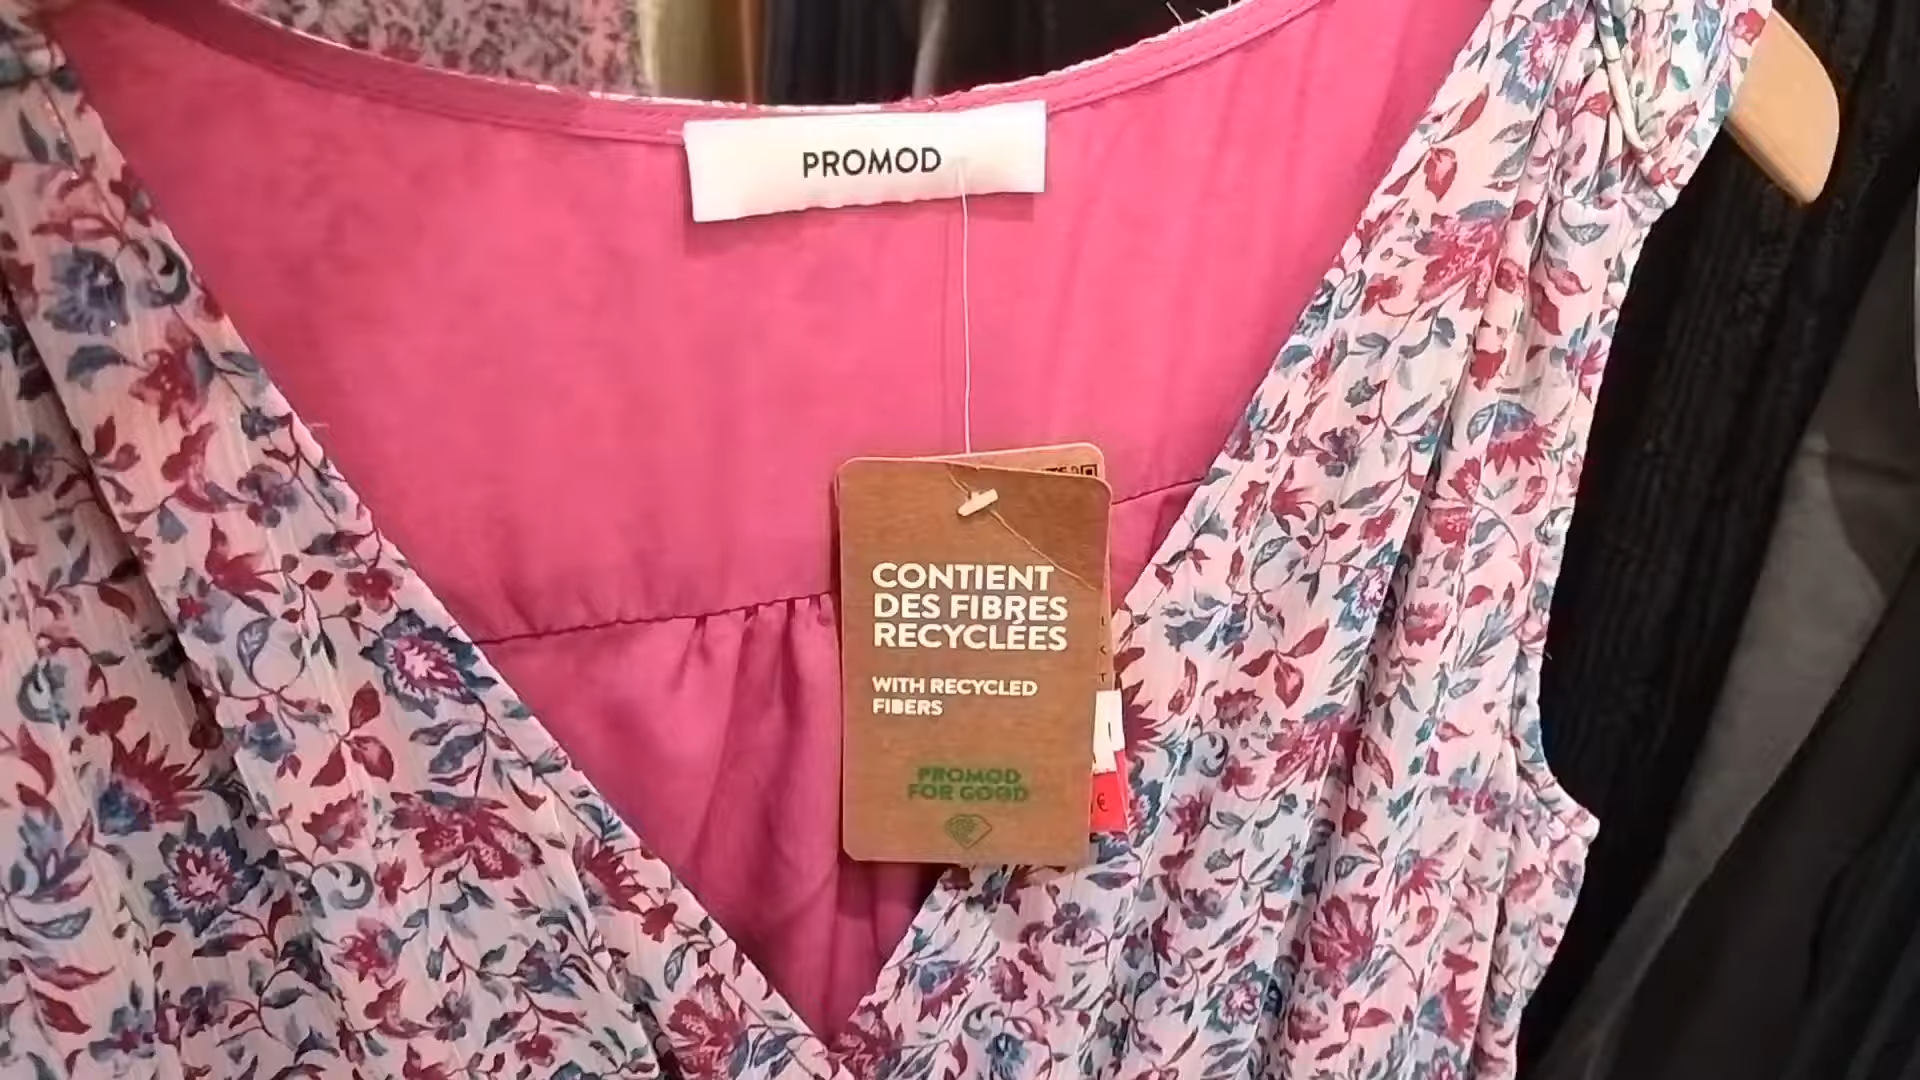 PROMOD
CONTIENT
DES FIBRES
RECYCLÉES
WITH RECYCLED
FIBERS
PROMOD
FOR GOOD
€